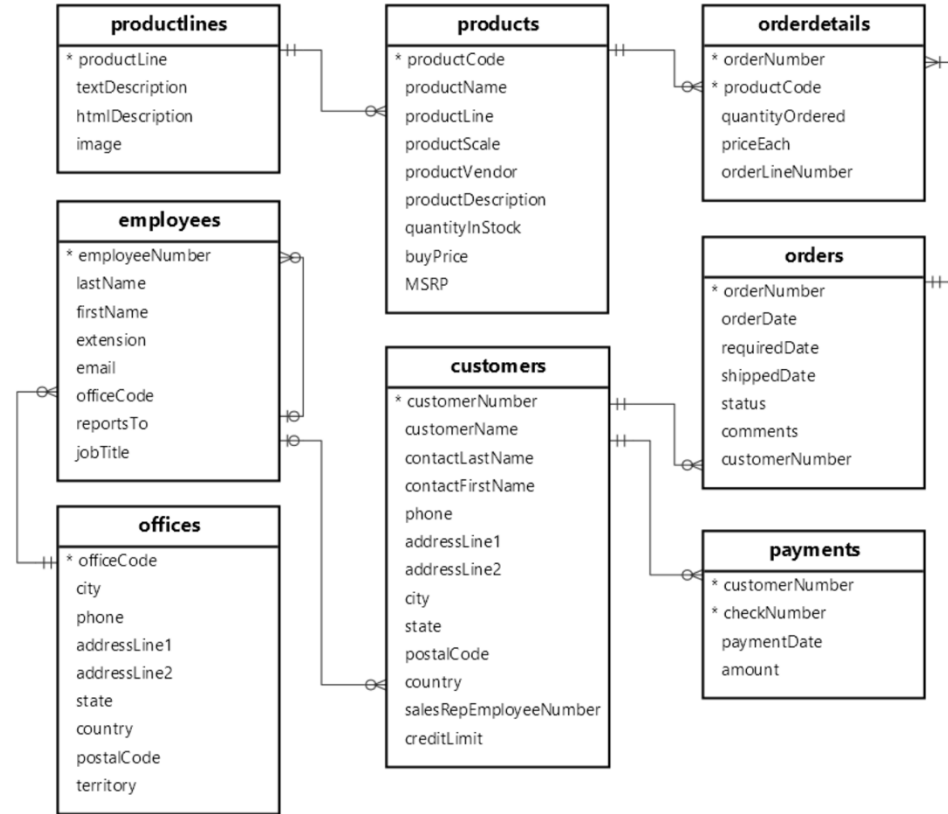 productlines
* productLine
textDescription
htmlDescription
image
products
* productCode
productName
productLine
productScale
productVendor
productDescription
quantityInStock
buyPrice
MSRP
orderdetails
* orderNumber
* productCode
quantityOrdered
priceEach
orderLineNumber
employees
* employeeNumber
lastName
firstName
extension
email
officeCode
reportsTo
jobTitle
customers
* customerNumber
customerName
contactLastName
contactFirstName
phone
addressLine1
addressLine2
city
state
postalCode
country
salesRepEmployeeNumber
creditLimit
orders
* orderNumber
orderDate
requiredDate
shippedDate
status
comments
customerNumber
offices
* officeCode
city
phone
addressLine1
addressLine2
state
country
postalCode
territory
payments
* customerNumber
* checkNumber
paymentDate
amount